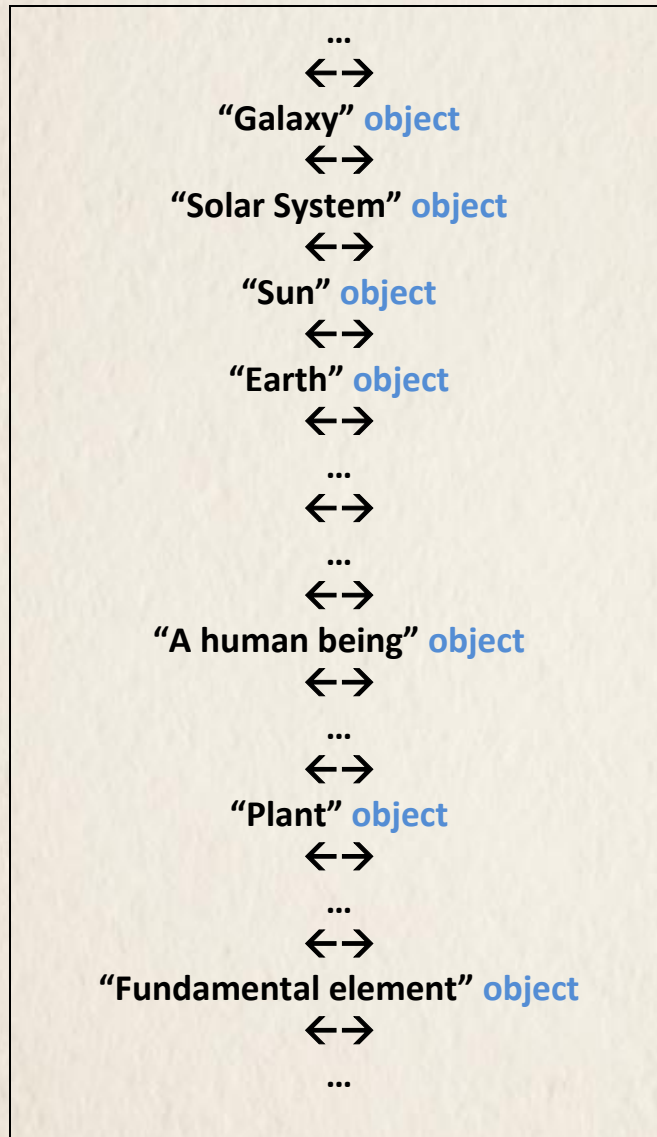 …
←→
“Galaxy” object
←→
“Solar System” object
←→
“Sun” object
←→
“Earth” object
←→
…
←→
…
←→
“A human being” object
←→
…
←→
“Plant” object
←→
…
←→
“Fundamental element” object
←→
…